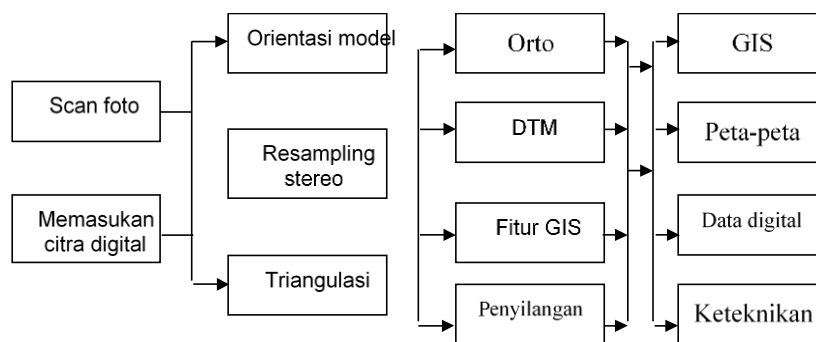 Scan foto
Memasukan
citra digital
Orientasi model
Resampling
stereo
Triangulasi
Orto
DTM
Fitur GIS
Penyilangan
GIS
Peta-peta
Data digital
Keteknikan